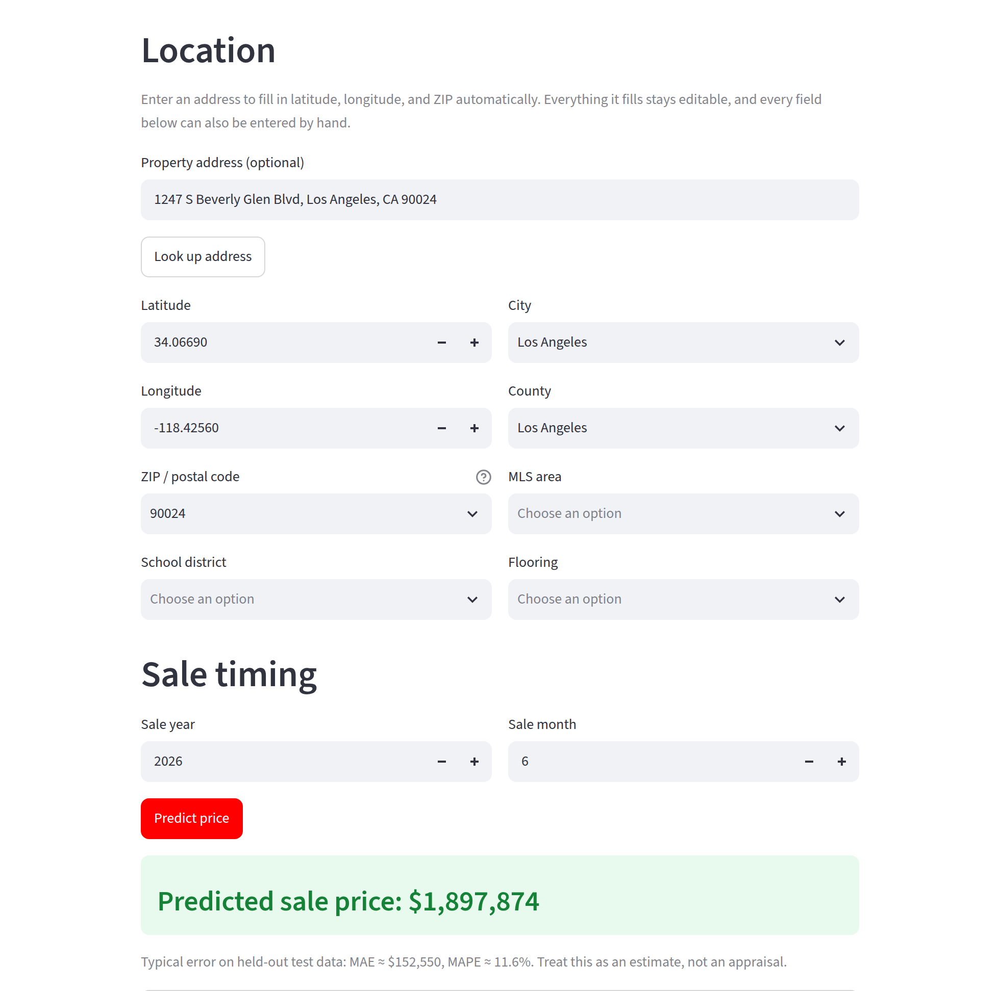 Location
Enter an address to fill in latitude, longitude, and ZIP automatically. Everything it fills stays editable, and every field
below can also be entered by hand.
Property address (optional)
1247 S Beverly Glen Blvd, Los Angeles, CA 90024
Look up address
Latitude
34.06690
City
Los Angeles
Longitude
-118.42560
County
Los Angeles
ZIP / postal code
90024
MLS area
Choose an option
School district
Choose an option
Flooring
Choose an option
Sale timing
Sale year
2026
Sale month
6
Predict price
Predicted sale price: $1,897,874
Typical error on held-out test data: MAE ≈ $152,550, MAPE ≈ 11.6%. Treat this as an estimate, not an appraisal.